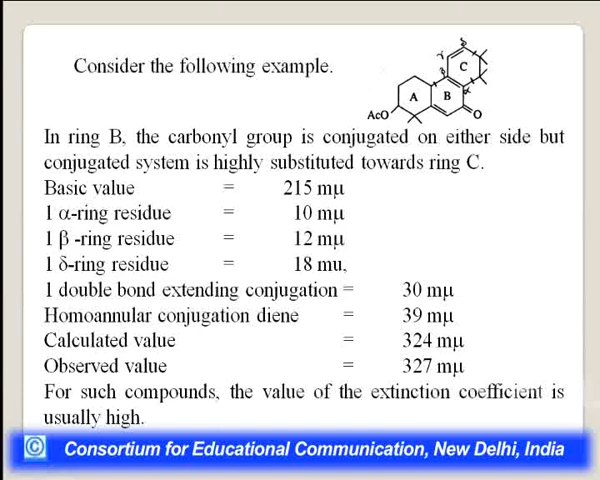 Consider the following example.
C
A
B
AcO
O
In ring B, the carbonyl group is conjugated on either side but
conjugated system is highly substituted towards ring C.
Basic value = 215 mμ
1 α-ring residue = 10 mμ
1 β -ring residue = 12 mμ
1 δ-ring residue = 18 mu,
1 double bond extending conjugation = 30 mμ
Homoannular conjugation diene = 39 mμ
Calculated value = 324 mμ
Observed value = 327 mμ
For such compounds, the value of the extinction coefficient is
usually high.
© Consortium for Educational Communication, New Delhi, India